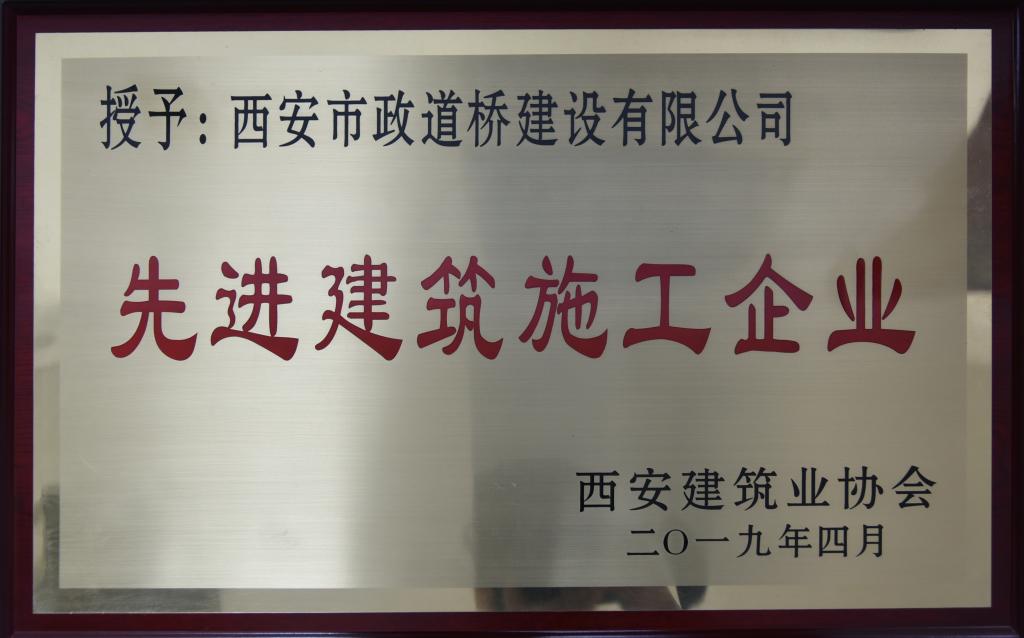 授予：西安市政道桥建设有限公司
先进建筑施工企业
西安建筑业协会
二〇一九年四月